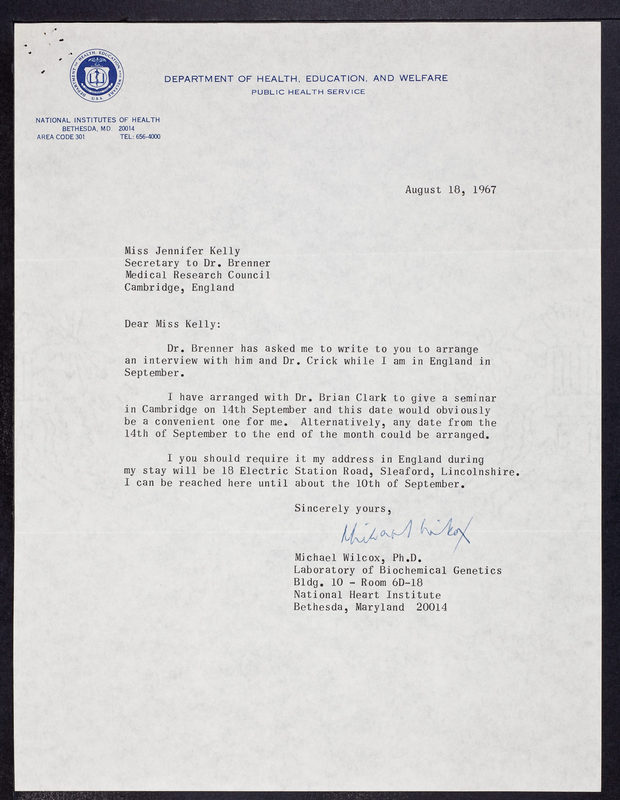 DEPARTMENT OF HEALTH, EDUCATION, AND WELFARE
PUBLIC HEALTH SERVICE
DEPARTMENT OF HEALTH, EDUCATION, AND WELFARE
U.S.A.
NATIONAL INSTITUTES OF HEALTH
BETHESDA, MD. 20014
AREA CODE 301 TEL: 656-4000
August 18, 1967
Miss Jennifer Kelly
Secretary to Dr. Brenner
Medical Research Council
Cambridge, England
Dear Miss Kelly:
Dr. Brenner has asked me to write to you to arrange
an interview with him and Dr. Crick while I am in England in
September.
I have arranged with Dr. Brian Clark to give a seminar
in Cambridge on 14th September and this date would obviously
be a convenient one for me. Alternatively, any date from the
14th of September to the end of the month could be arranged.
I you should require it my address in England during
my stay will be 18 Electric Station Road, Sleaford, Lincolnshire.
I can be reached here until about the 10th of September.
Sincerely yours,
Michael Wilcox
Michael Wilcox, Ph.D.
Laboratory of Biochemical Genetics
Bldg. 10 - Room 6D-18
National Heart Institute
Bethesda, Maryland 20014